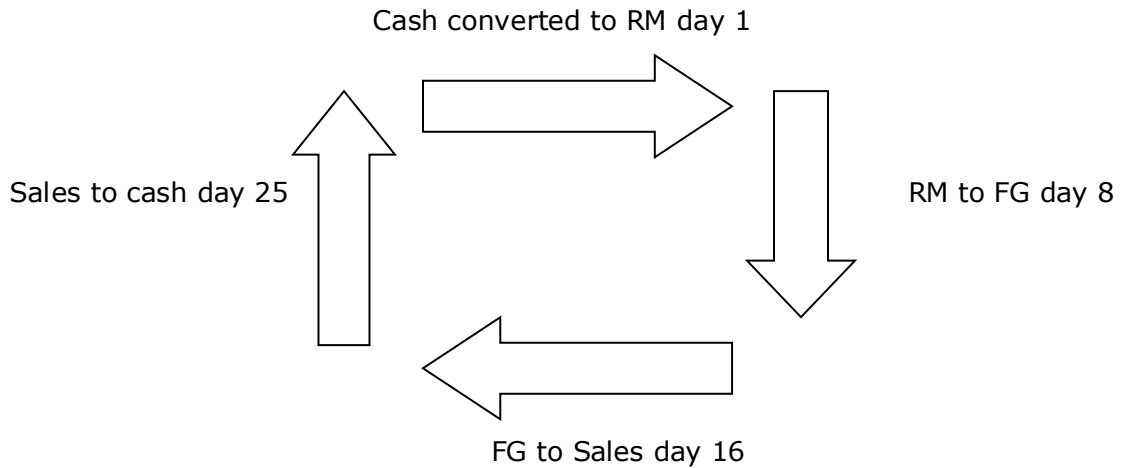 Cash converted to RM day 1
Sales to cash day 25
RM to FG day 8
FG to Sales day 16